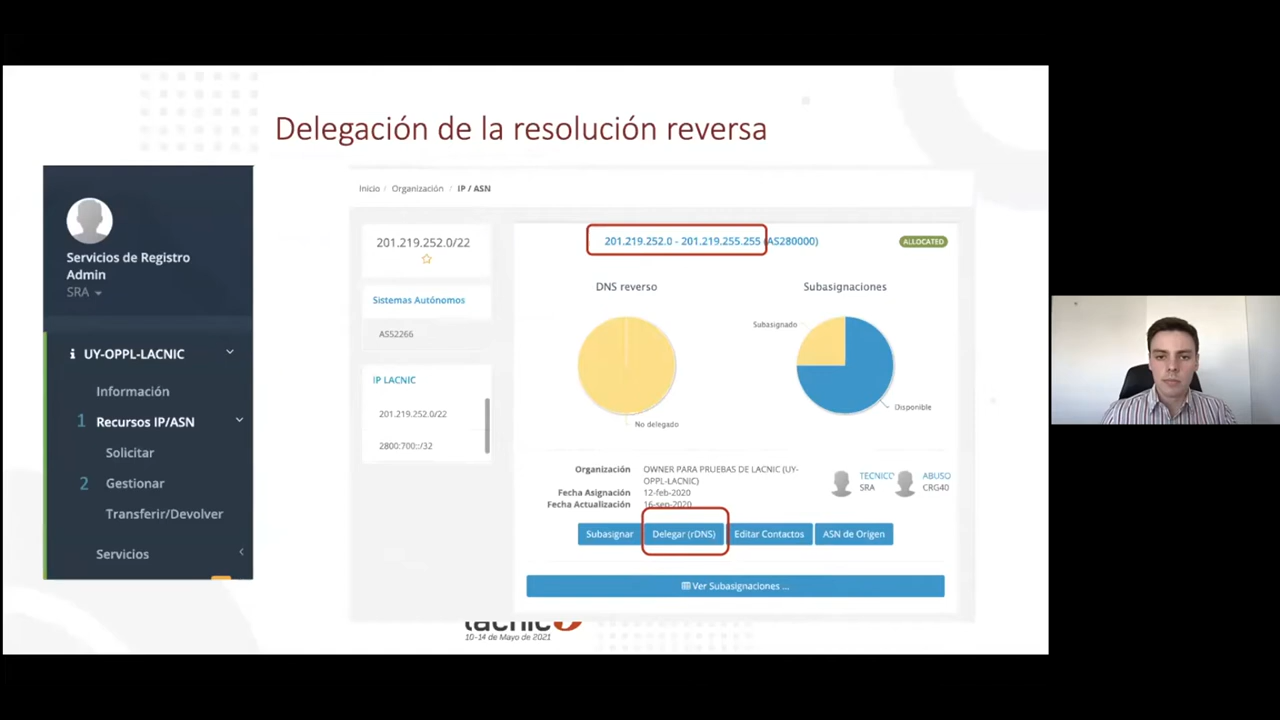 Delegación de la resolución reversa
Servicios de Registro
Admin
SRA
UY-OPPL-LACNIC
Información
1 Recursos IP/ASN
Solicitar
2 Gestionar
Transferir/Devolver
Servicios
Inicio / Organización / IP / ASN
201.219.252.0/22
Sistemas Autónomos
AS52266
IP LACNIC
201.219.252.0/22
2800:700::/32
201.219.252.0 - 201.219.255.255 (AS280000)
ALLOCATED
DNS reverso
No delegado
Subasignaciones
Subasignado
Disponible
Organización OWNER PARA PRUEBAS DE LACNIC (UY-
OPPL-LACNIC)
Fecha Asignación 12-feb-2020
Fecha Actualización 16-sep-2020
TECNICO
SRA
ABUSO
CRG40
Subasignar Delegar (rDNS) Editar Contactos ASN de Origen
Ver Subasignaciones ...
lacnic
10-14 de Mayo de 2021